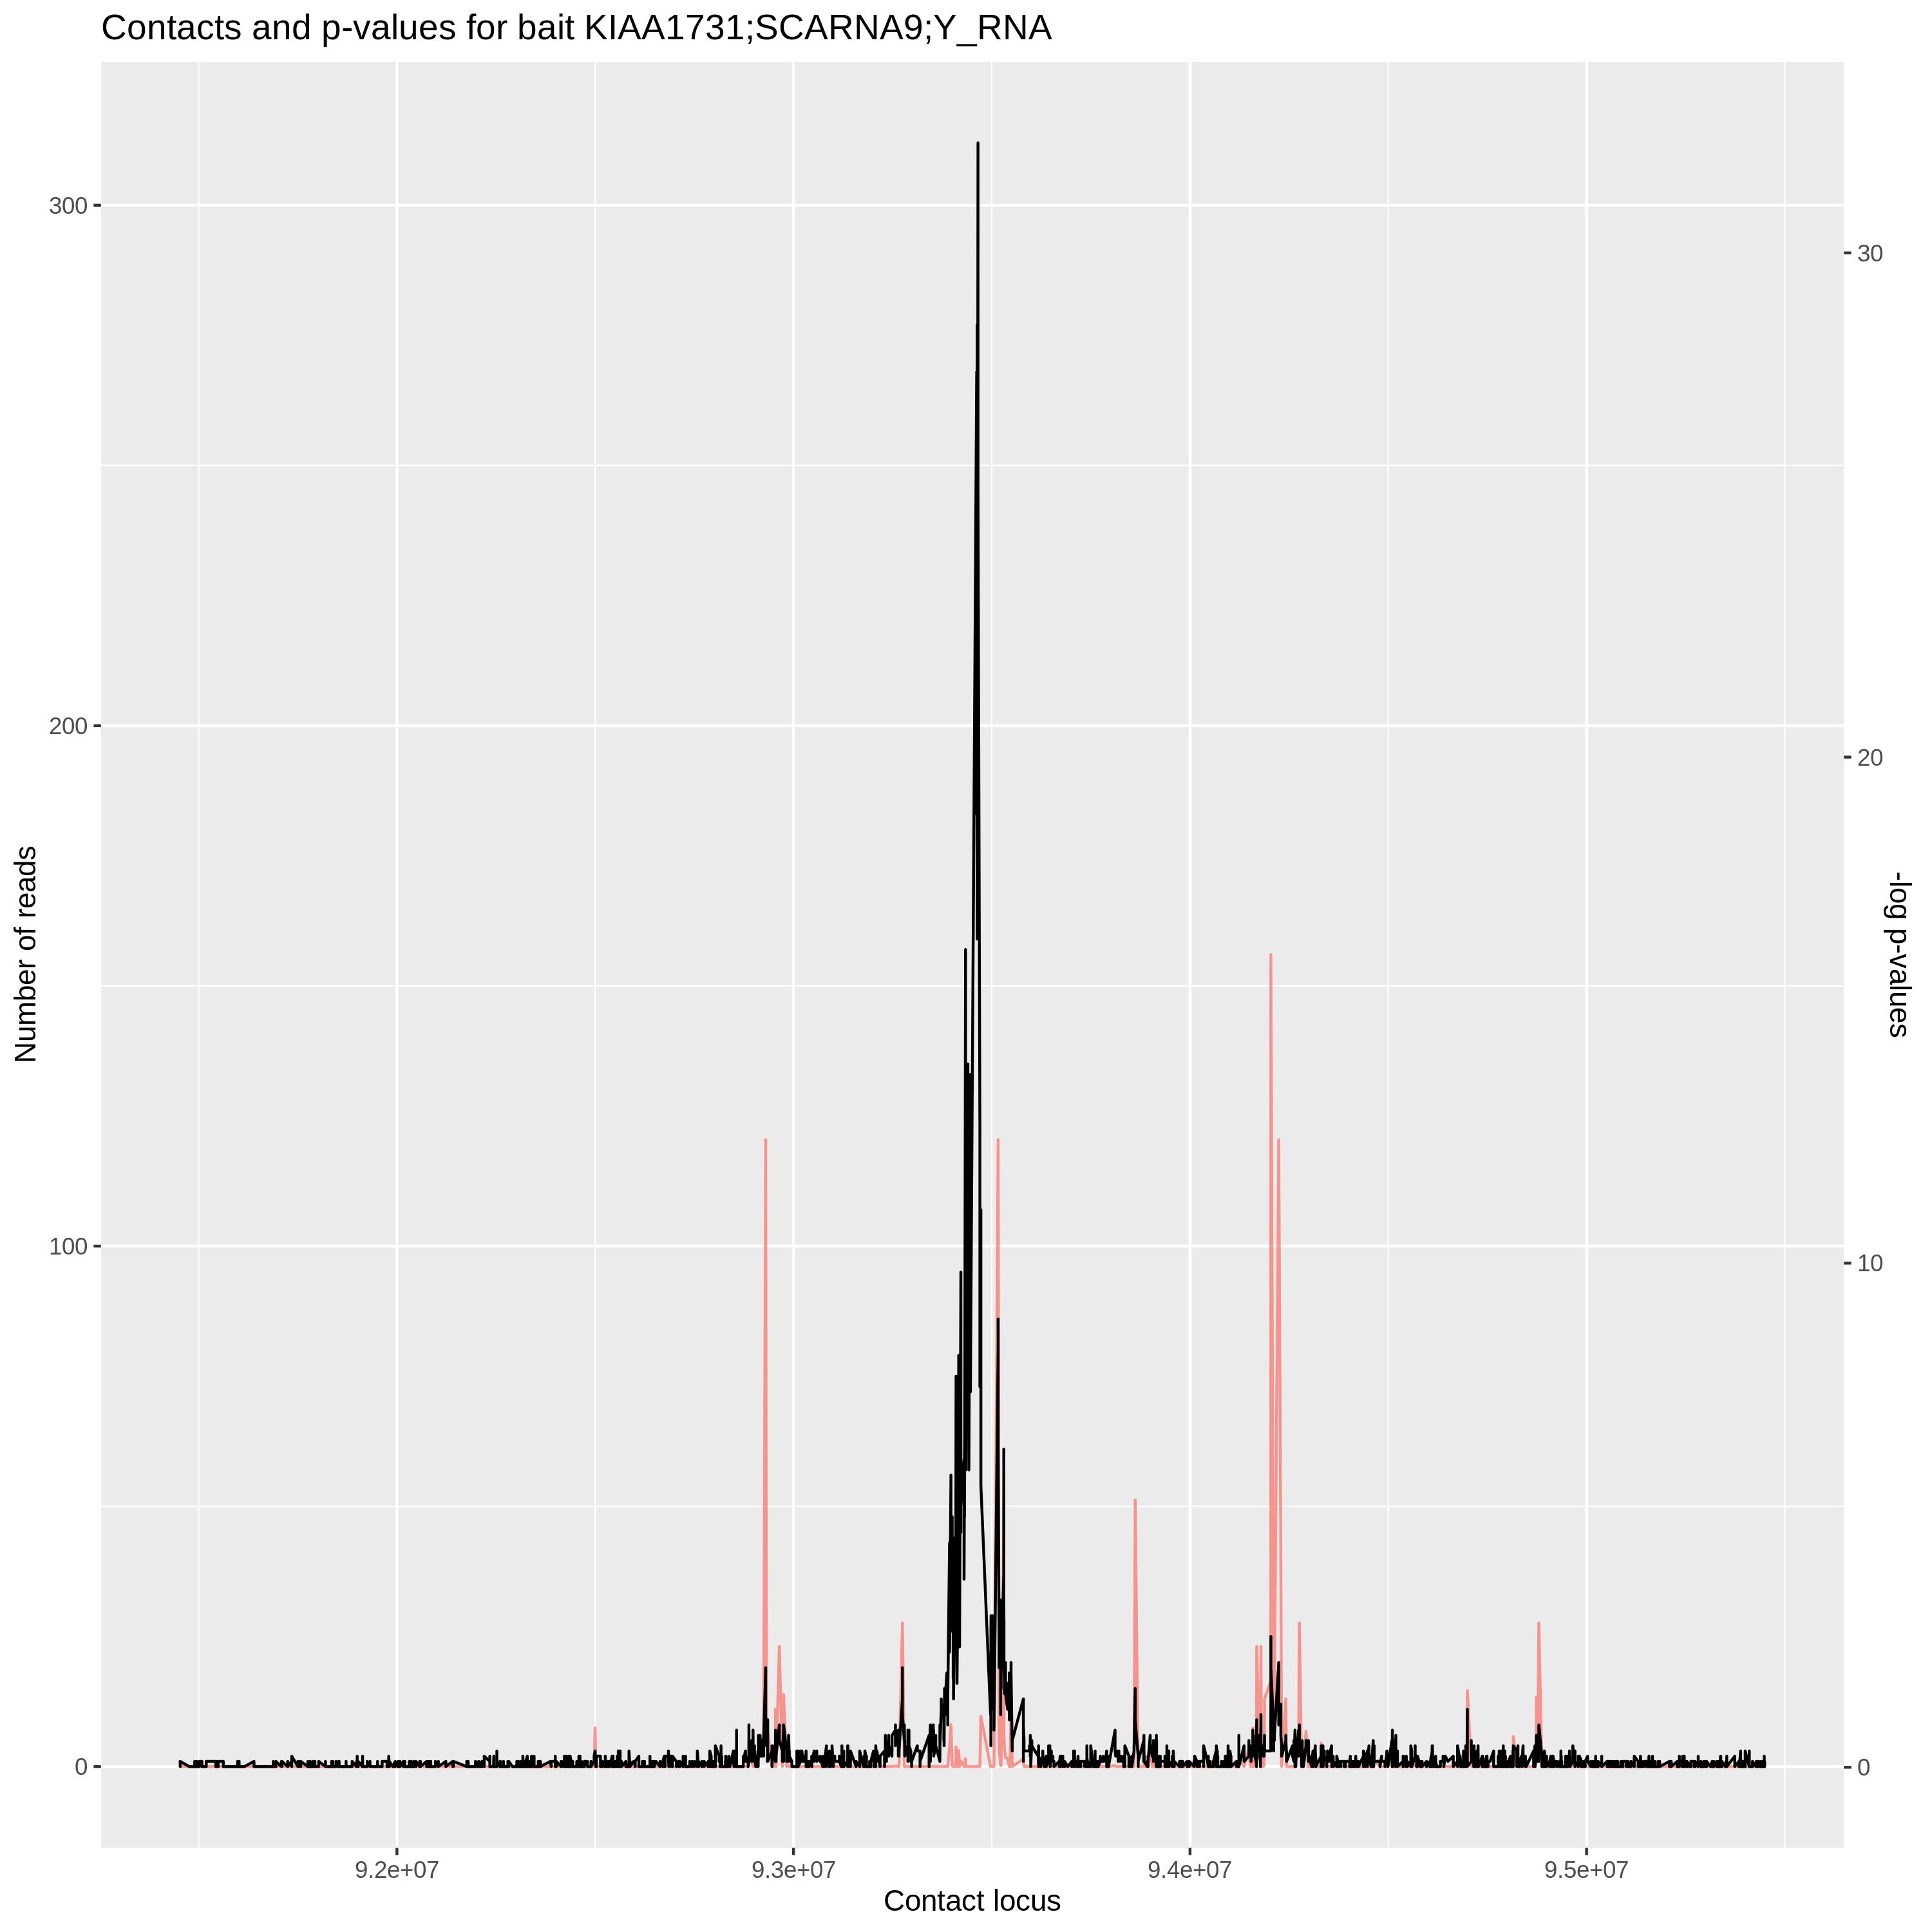 Contacts and p-values for bait KIAA1731;SCARNA9;Y_RNA
300
200
100
0
Number of reads
30
20
10
0
-log p-values
9.2e+07
9.3e+07
9.4e+07
9.5e+07
Contact locus